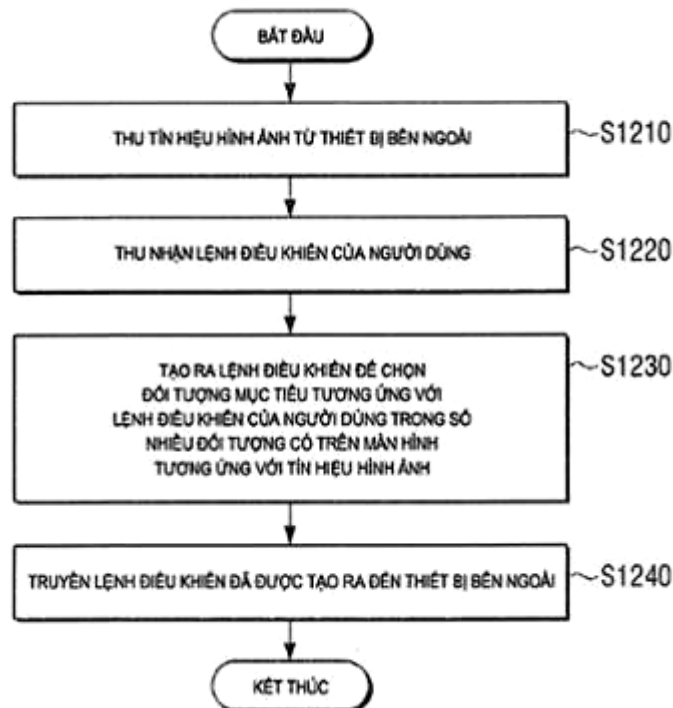 BẮT ĐẦU
THU TÍN HIỆU HÌNH ẢNH TỪ THIẾT BỊ BÊN NGOÀI
S1210
THU NHẬN LỆNH ĐIỀU KHIỂN CỦA NGƯỜI DÙNG
S1220
TẠO RA LỆNH ĐIỀU KHIỂN ĐỂ CHỌN
S1230
ĐỐI TƯỢNG MỤC TIÊU TƯƠNG ỨNG VỚI
LỆNH ĐIỀU KHIỂN CỦA NGƯỜI DÙNG TRONG SỐ
NHIỀU ĐỐI TƯỢNG CÓ TRÊN MÀN HÌNH
TƯƠNG ỨNG VỚI TÍN HIỆU HÌNH ẢNH
TRUYỀN LỆNH ĐIỀU KHIỂN ĐÃ ĐƯỢC TẠO RA ĐẾN THIẾT BỊ BÊN NGOÀI
S1240
KẾT THÚC